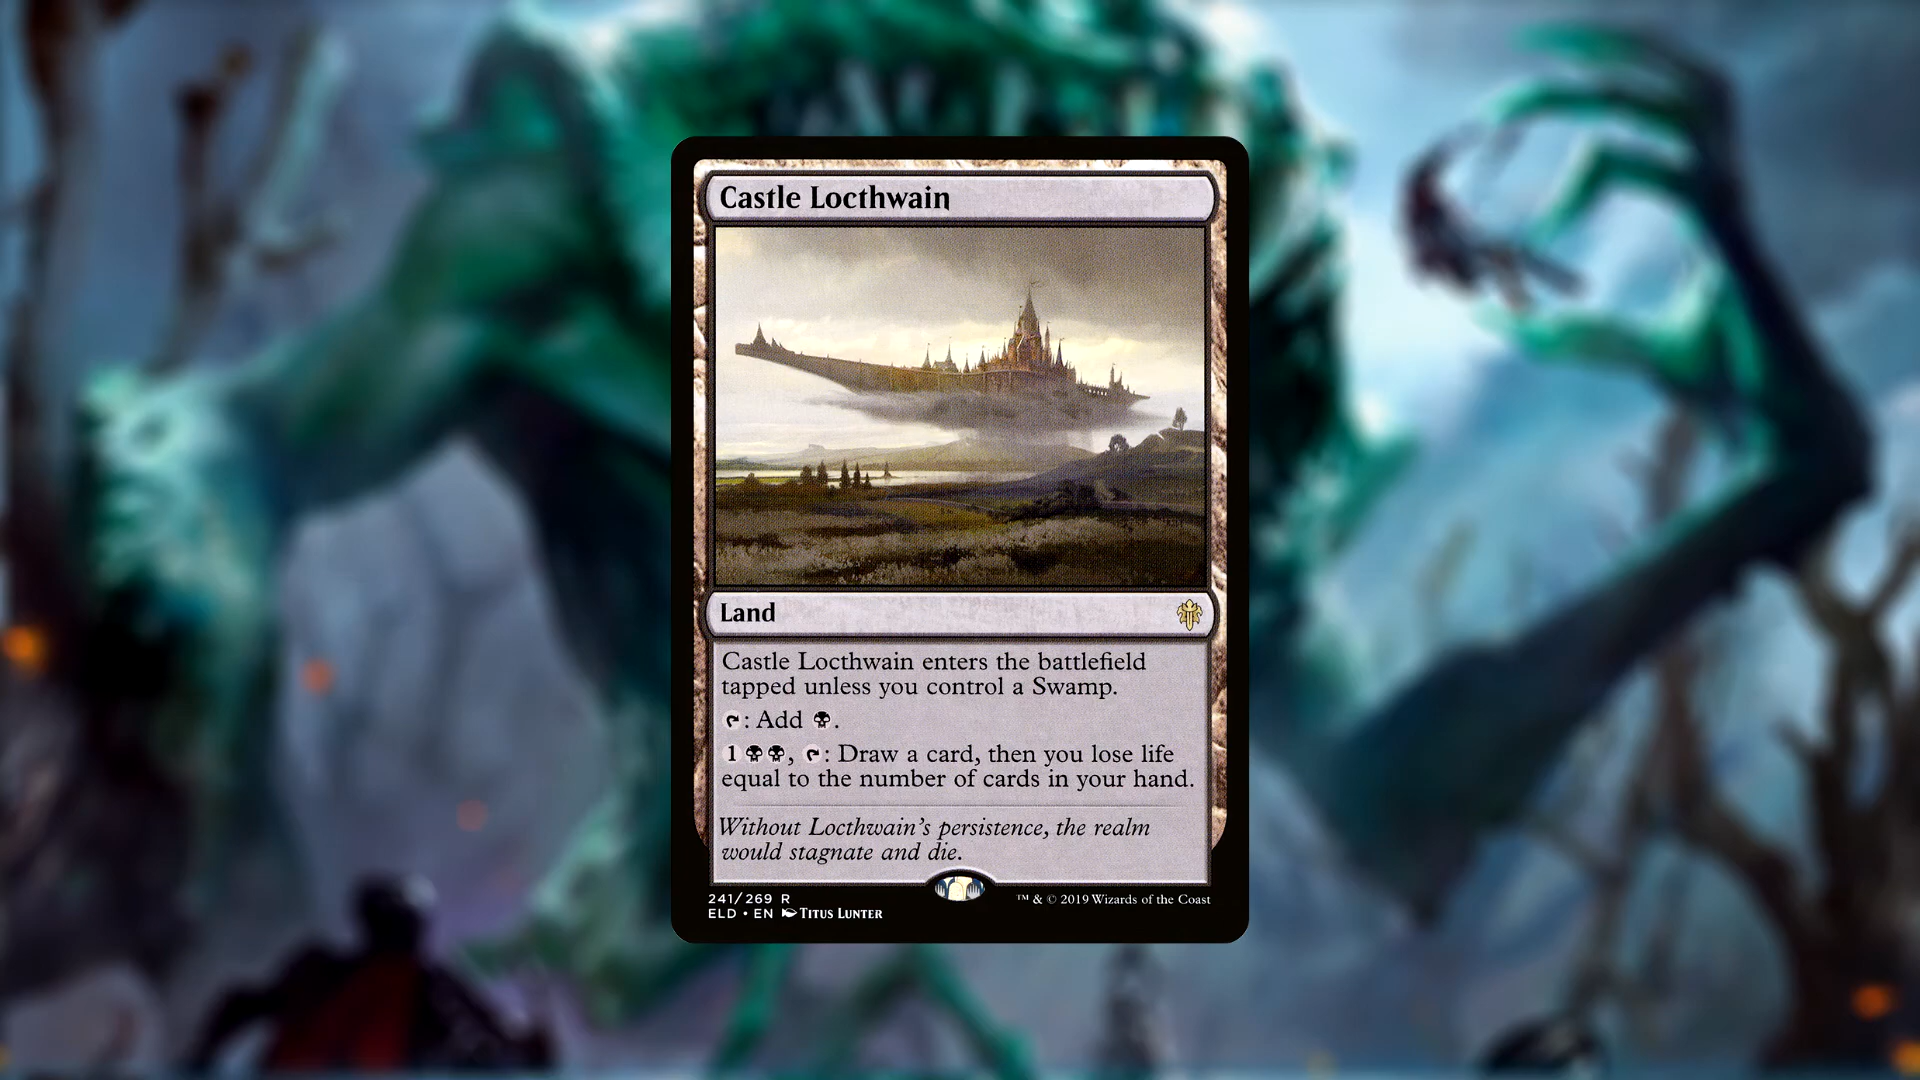 Castle Locthwain
Land
Castle Locthwain enters the battlefield
tapped unless you control a Swamp.
: Add .
1, : Draw a card, then you lose life
equal to the number of cards in your hand.
Without Locthwain's persistence, the realm
would stagnate and die.
241/269 R
ELD • EN Titus Lunter
™ & © 2019 Wizards of the Coast